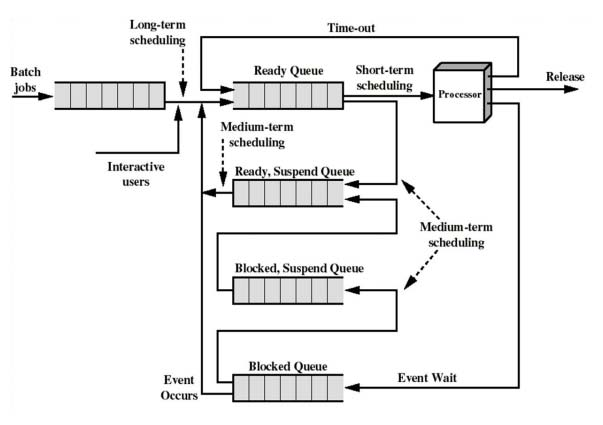 Long-term
scheduling
Time-out
Batch
jobs
Ready Queue
Short-term
scheduling
Processor
Release
Medium-term
scheduling
Interactive
users
Ready, Suspend Queue
Medium-term
scheduling
Blocked, Suspend Queue
Blocked Queue
Event
Occurs
Event Wait